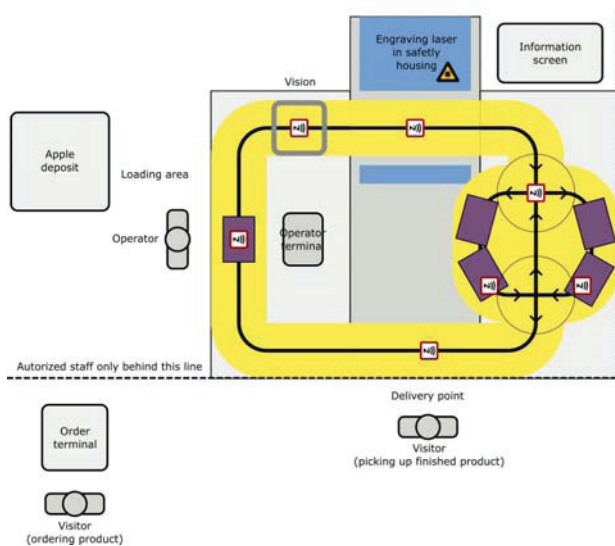 Engraving laser
in safetly
housing
Information
screen
Vision
Apple
deposit
Loading area
Operator
Operator
terminal
Autorized staff only behind this line
Order
terminal
Delivery point
Visitor
(picking up finished product)
Visitor
(ordering product)